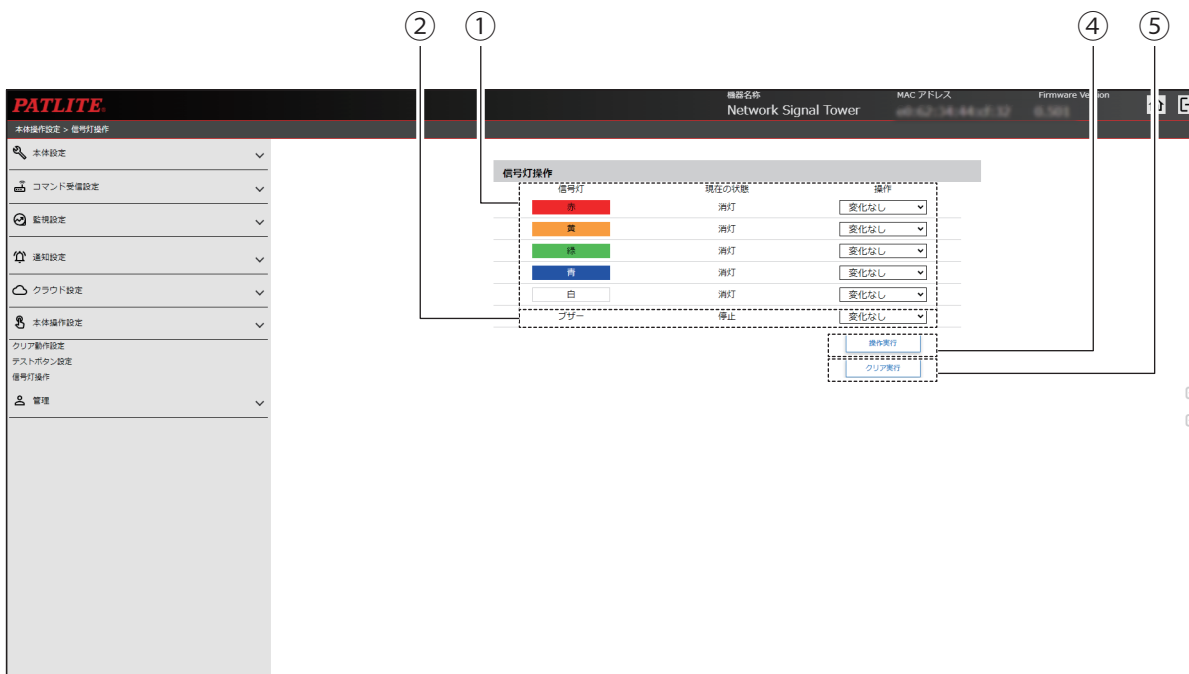 ② ① ④ ⑤
PATLITE®
機器名称 MAC アドレス Firmware Version
Network Signal Tower
本体操作設定 > 信号灯操作
本体設定
コマンド受信設定
監視設定
通知設定
クラウド設定
本体操作設定
クリア動作設定
テストボタン設定
信号灯操作
管理
信号灯操作
信号灯 現在の状態 操作
赤 消灯 変化なし
黄 消灯 変化なし
緑 消灯 変化なし
青 消灯 変化なし
白 消灯 変化なし
ブザー 停止 変化なし
操作実行
クリア実行